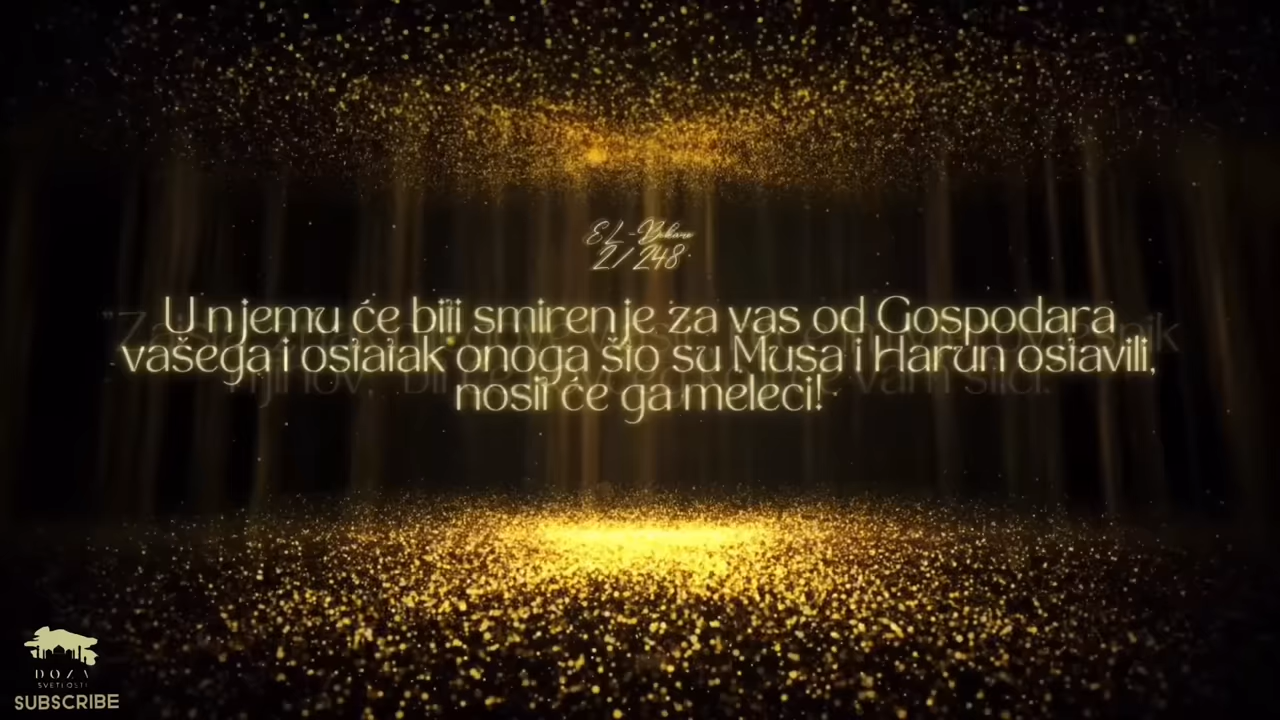 EL-Bekare
2/248.
U njemu će biti smirenje za vas od Gospodara
vašega i ostatak onoga što su Musa i Harun ostavili,
nosit će ga meleci!
DOZA
SVETLOSTI
SUBSCRIBE